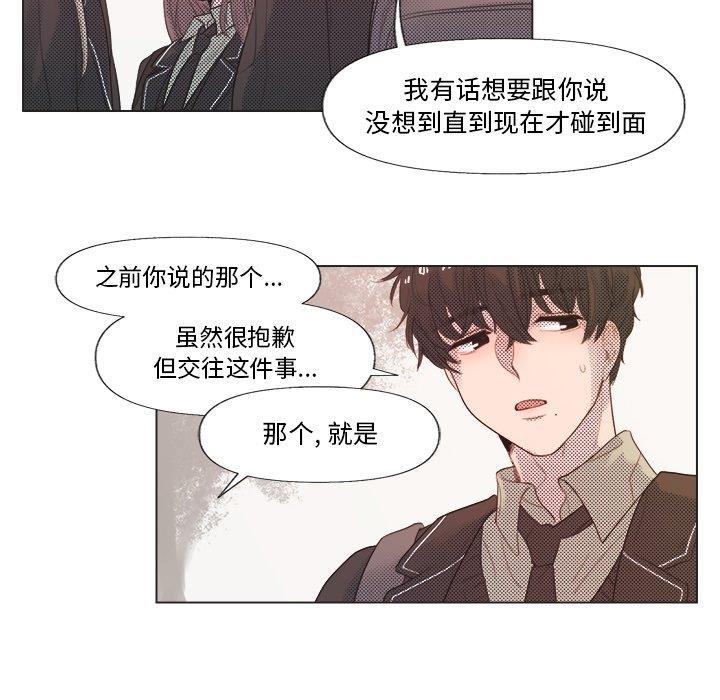 我有话想要跟你说
没想到直到现在才碰到面
之前你说的那个...
虽然很抱歉
但交往这件事...
那个, 就是